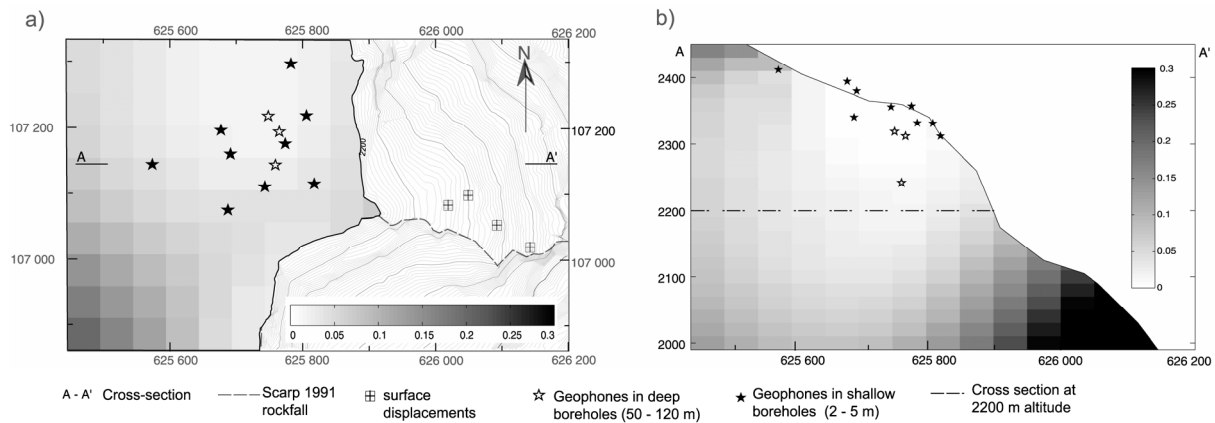 a)
625 600 625 800 626 000 626 200
N
107 200 107 200
2200
A A'
107 000 107 000
0 0.05 0.1 0.15 0.2 0.25 0.3
625 600 625 800 626 000 626 200
b)
A A'
2400
2300
2200
2100
2000
0.3
0.25
0.2
0.15
0.1
0.05
0
625 600 625 800 626 000 626 200
A - A' Cross-section
Scarp 1991
rockfall
surface
displacements
Geophones in deep
boreholes (50 - 120 m)
Geophones in shallow
boreholes (2 - 5 m)
Cross section at
2200 m altitude